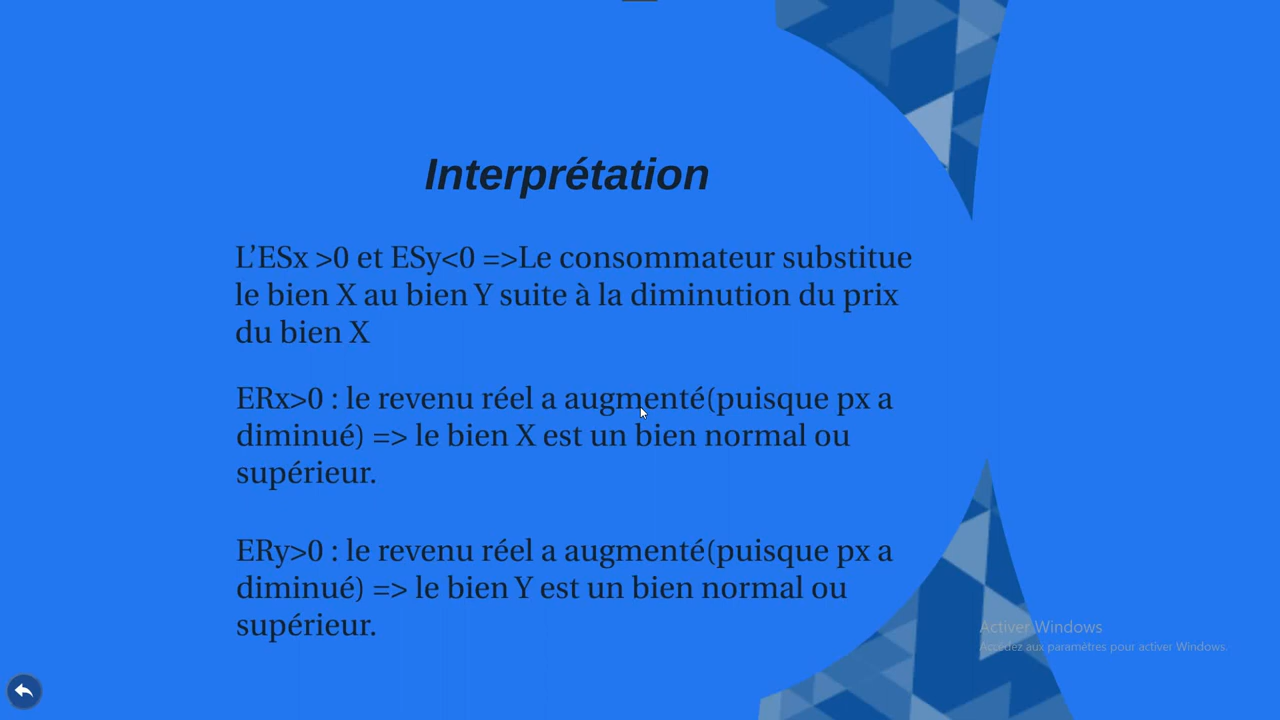 Interprétation
L’ESx >0 et ESy<0 =>Le consommateur substitue
le bien X au bien Y suite à la diminution du prix
du bien X
ERx>0 : le revenu réel a augmenté(puisque px a
diminué) => le bien X est un bien normal ou
supérieur.
ERy>0 : le revenu réel a augmenté(puisque px a
diminué) => le bien Y est un bien normal ou
supérieur.
Activer Windows
Accédez aux paramètres pour activer Windows.